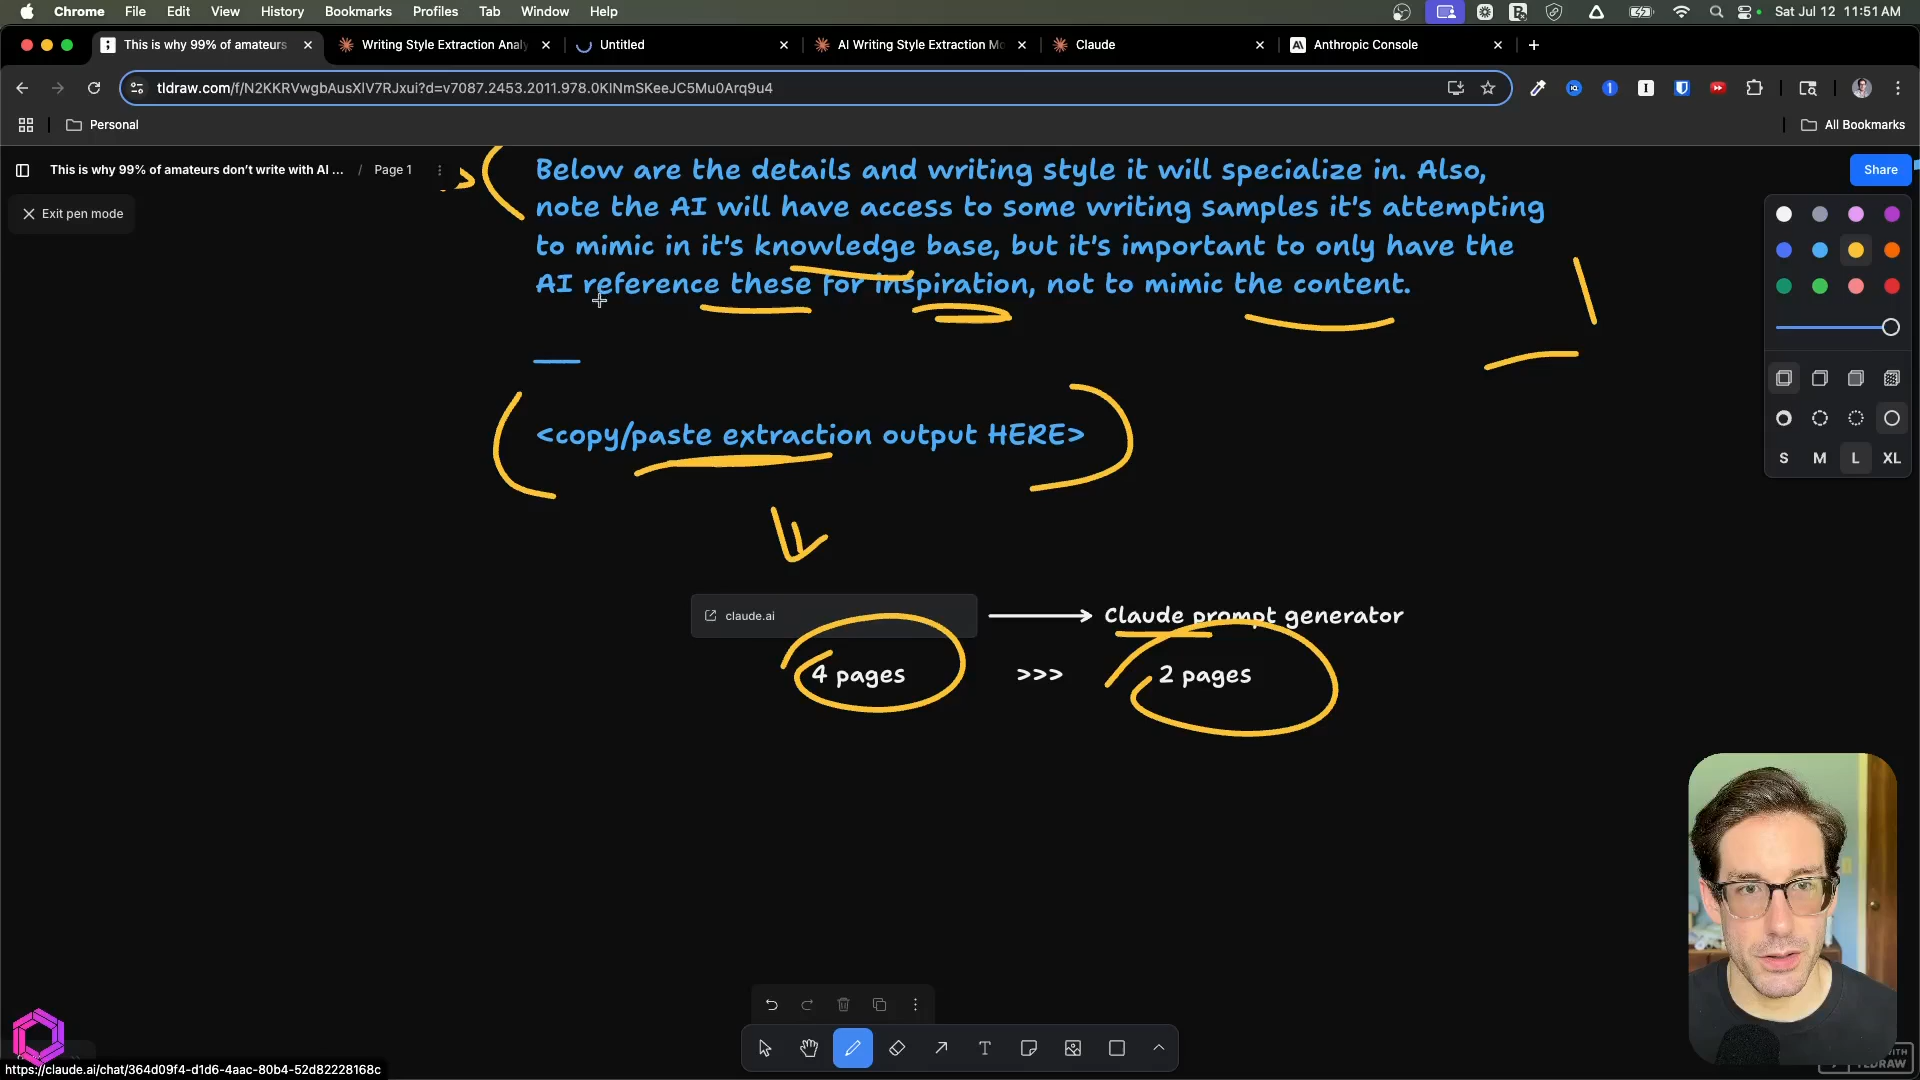 Chrome File Edit View History Bookmarks Profiles Tab Window Help Sat Jul 12 11:51 AM
This is why 99% of amateurs Writing Style Extraction Anal Untitled AI Writing Style Extraction Mo Claude Anthropic Console
tldraw.com/f/N2KKRVwgbAusXlV7RJxui?d=v7087.2453.2011.978.0KlNmSKeeJC5Mu0Arq9u4
Personal All Bookmarks
This is why 99% of amateurs don't write with AI ... / Page 1 Share
Exit pen mode
Below are the details and writing style it will specialize in. Also,
note the AI will have access to some writing samples it's attempting
to mimic in it's knowledge base, but it's important to only have the
AI reference these for inspiration, not to mimic the content.
<copy/paste extraction output HERE>
S M L XL
claude.ai Claude prompt generator
4 pages >>> 2 pages
https://claude.ai/chat/364d09f4-d1d6-4aac-80b4-52d82228168c